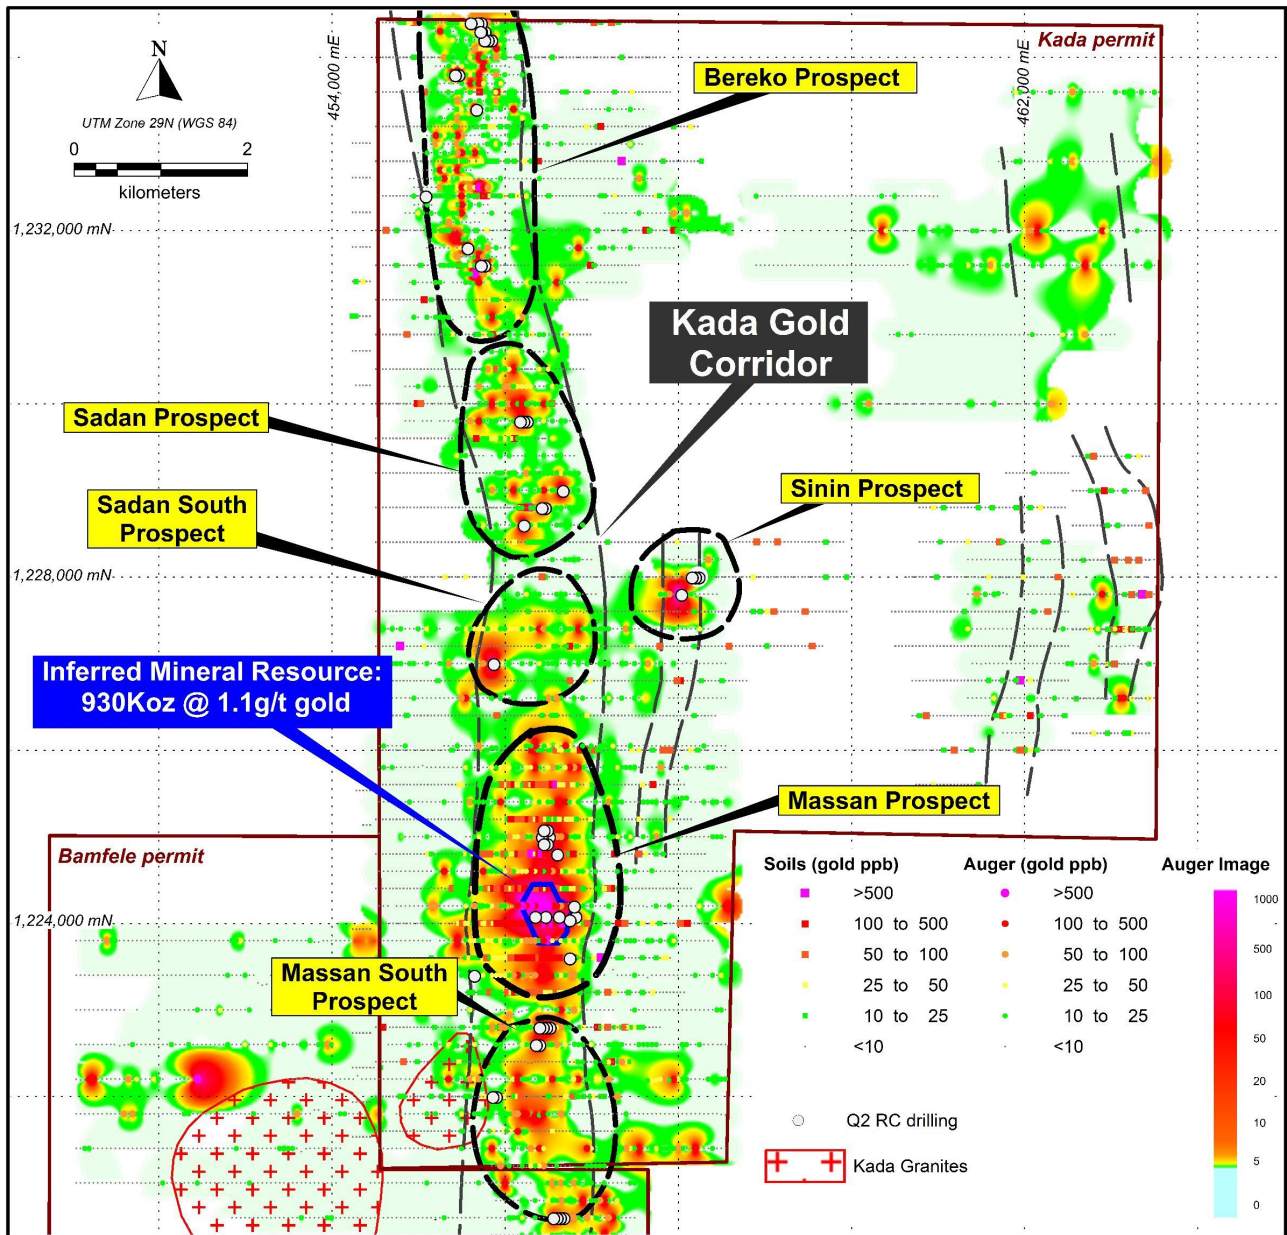 Kada permit
454,000 mE
462,000 mE
N
UTM Zone 29N (WGS 84)
0 2
kilometers
Bereko Prospect
1,232,000 mN
Kada Gold
Corridor
Sadan Prospect
Sinin Prospect
Sadan South
Prospect
1,228,000 mN
Inferred Mineral Resource:
930Koz @ 1.1g/t gold
Massan Prospect
Bamfele permit
1,224,000 mN
Massan South
Prospect
Soils (gold ppb) Auger (gold ppb) Auger Image
>500 >500 1000
100 to 500 100 to 500 500
50 to 100 50 to 100 100
25 to 50 25 to 50 50
10 to 25 10 to 25 20
<10 <10 10
5
0
Q2 RC drilling
Kada Granites